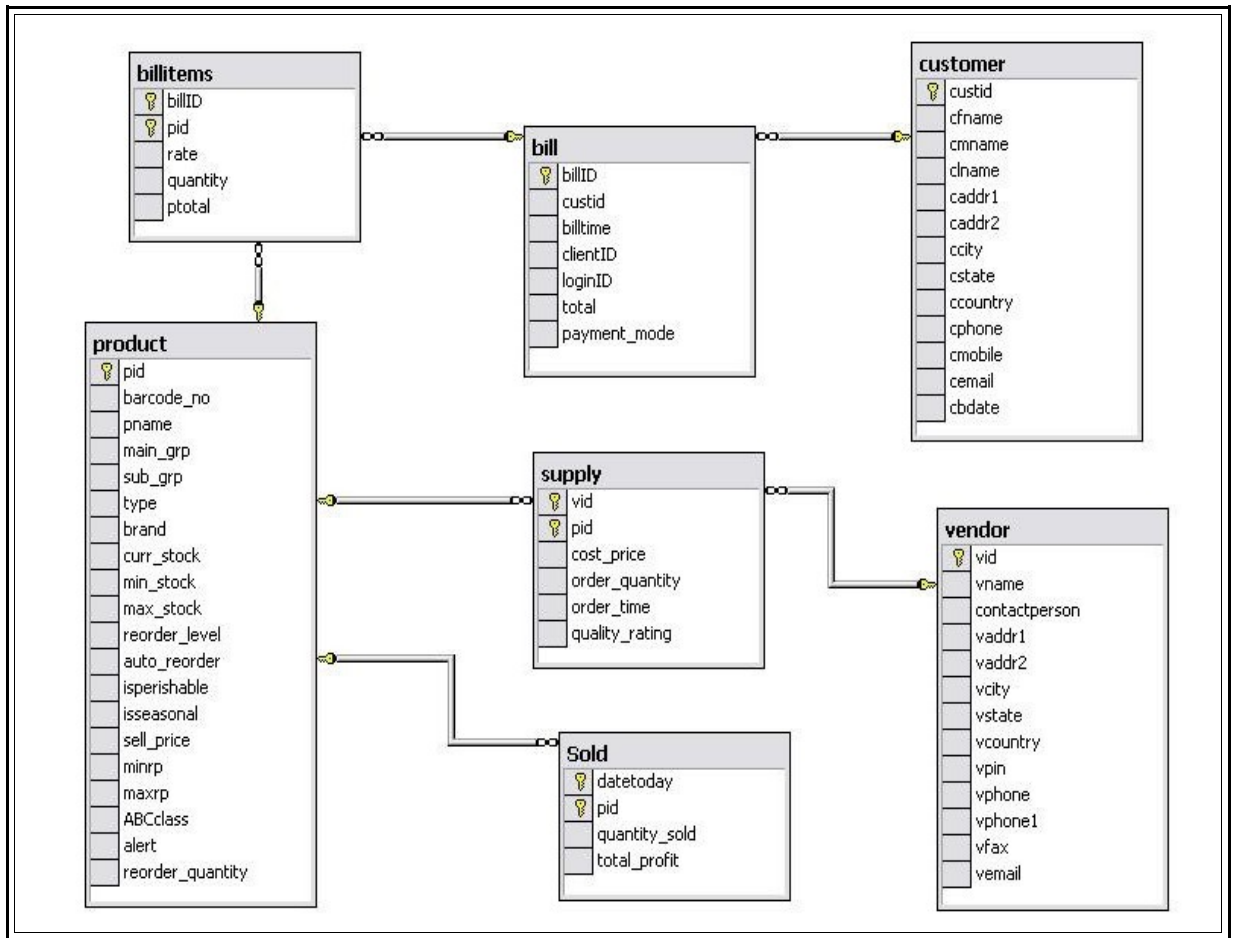 billitems
billID
pid
rate
quantity
ptotal
bill
billID
custid
billtime
clientID
loginID
total
payment_mode
customer
custid
cfname
cmname
clname
caddr1
caddr2
ccity
cstate
ccountry
cphone
cmobile
cemail
cbdate
product
pid
barcode_no
pname
main_grp
sub_grp
type
brand
curr_stock
min_stock
max_stock
reorder_level
auto_reorder
isperishable
isseasonal
sell_price
minrp
maxrp
ABCclass
alert
reorder_quantity
supply
vid
pid
cost_price
order_quantity
order_time
quality_rating
vendor
vid
vname
contactperson
vaddr1
vaddr2
vcity
vstate
vcountry
vpin
vphone
vphone1
vfax
vemail
Sold
datetoday
pid
quantity_sold
total_profit